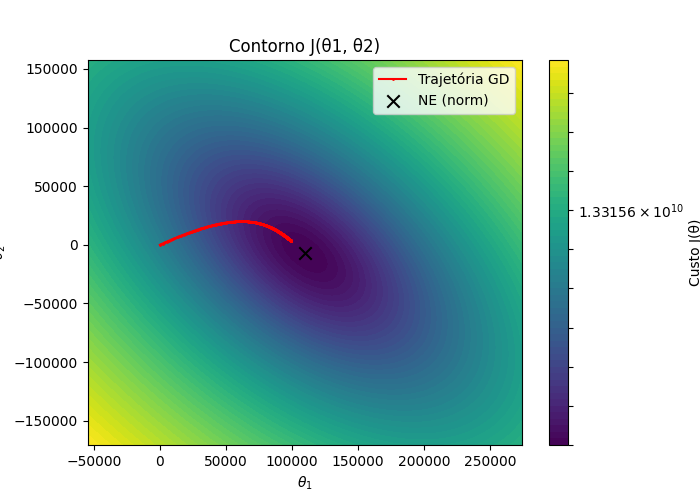 Contorno J(θ1, θ2)
Trajetória GD
NE (norm)
150000
100000
50000
0
−50000
−100000
−150000
−50000
0
50000
100000
150000
200000
250000
θ₁
1.33156 × 10¹⁰
Custo J(θ)